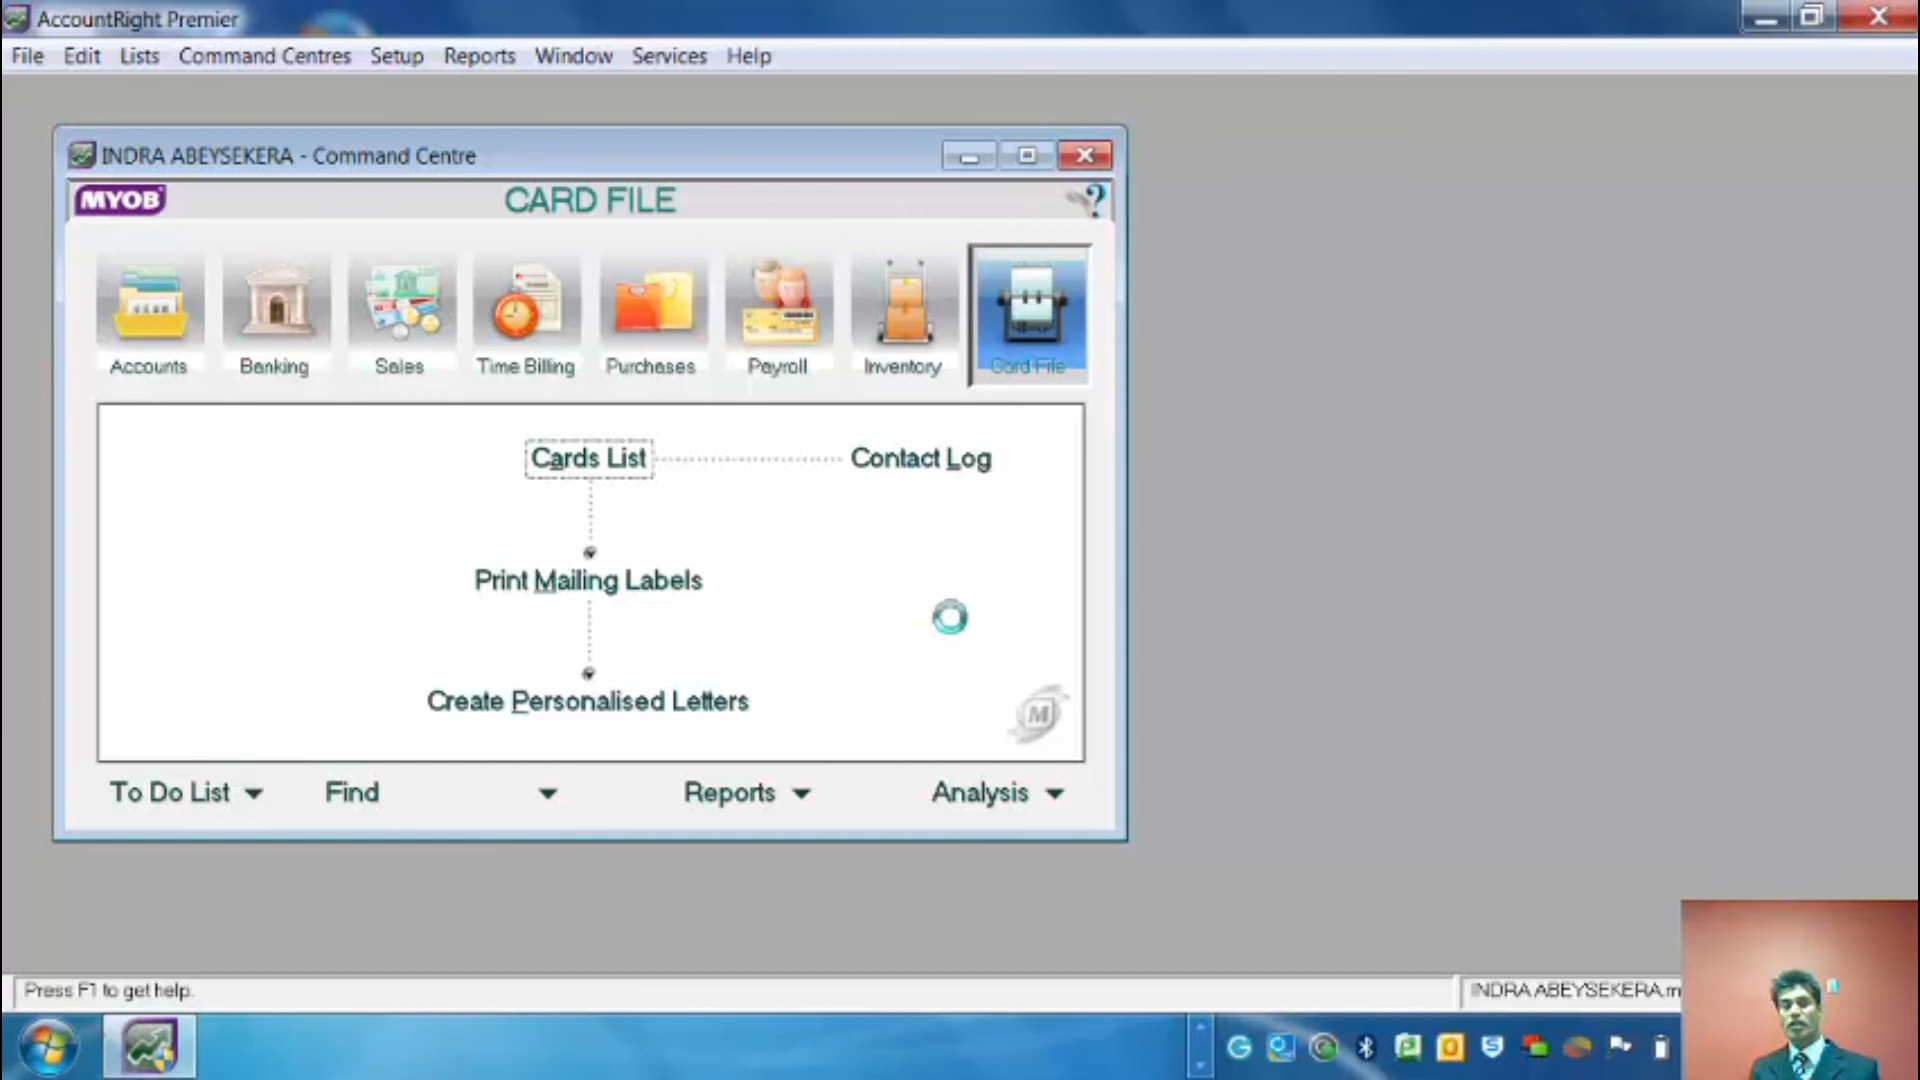 AccountRight Premier
File Edit Lists Command Centres Setup Reports Window Services Help
INDRA ABEYSEKERA - Command Centre
MYOB CARD FILE ?
Accounts Banking Sales Time Billing Purchases Payroll Inventory Card File
Cards List Contact Log
Print Mailing Labels
Create Personalised Letters
M
To Do List Find Reports Analysis
Press F1 to get help. INDRA ABEYSEKERA.m